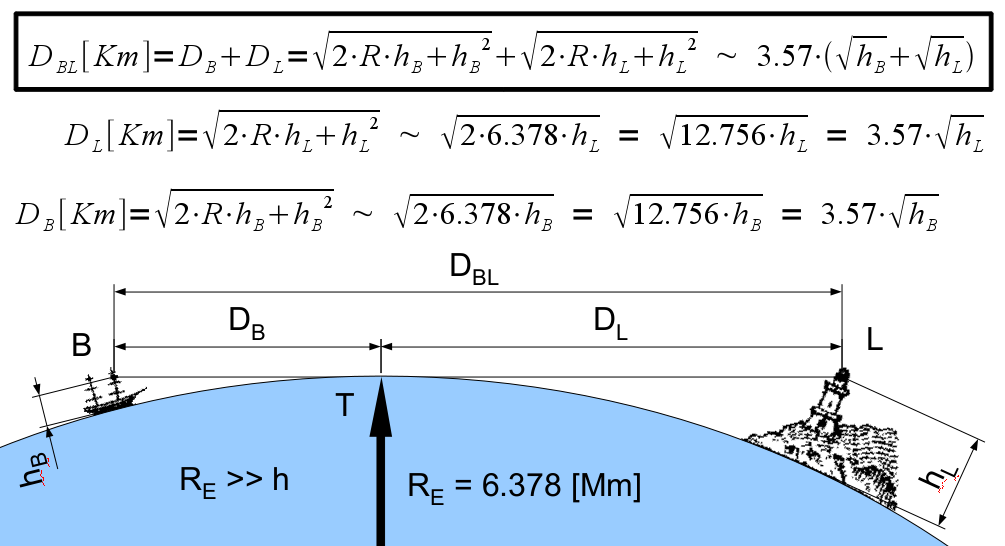 D_BL[Km]=D_B+D_L=√(2·R·h_B+h_B²)+√(2·R·h_L+h_L²) ~ 3.57·(√h_B+√h_L)
D_L[Km]=√(2·R·h_L+h_L²) ~ √(2·6.378·h_L) = √(12.756·h_L) = 3.57·√h_L
D_B[Km]=√(2·R·h_B+h_B²) ~ √(2·6.378·h_B) = √(12.756·h_B) = 3.57·√h_B
D_BL
D_B
D_L
B
L
T
h_B
R_E >> h
R_E = 6.378 [Mm]
h_L